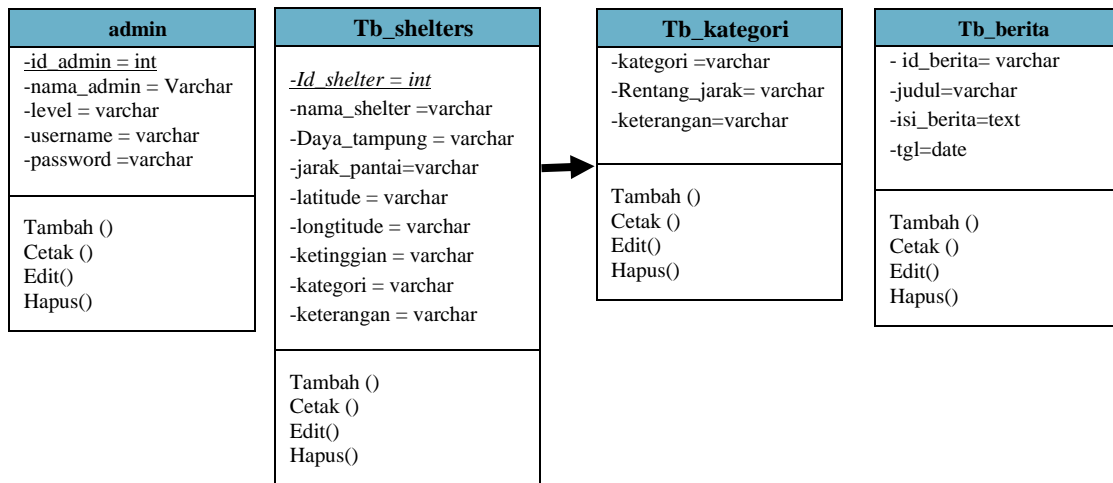 admin
-id_admin = int
-nama_admin = Varchar
-level = varchar
-username = varchar
-password =varchar
Tambah ()
Cetak ()
Edit()
Hapus()
Tb_shelters
-Id_shelter = int
-nama_shelter =varchar
-Daya_tampung = varchar
-jarak_pantai=varchar
-latitude = varchar
-longtitude = varchar
-ketinggian = varchar
-kategori = varchar
-keterangan = varchar
Tambah ()
Cetak ()
Edit()
Hapus()
Tb_kategori
-kategori =varchar
-Rentang_jarak= varchar
-keterangan=varchar
Tambah ()
Cetak ()
Edit()
Hapus()
Tb_berita
- id_berita= varchar
-judul=varchar
-isi_berita=text
-tgl=date
Tambah ()
Cetak ()
Edit()
Hapus()